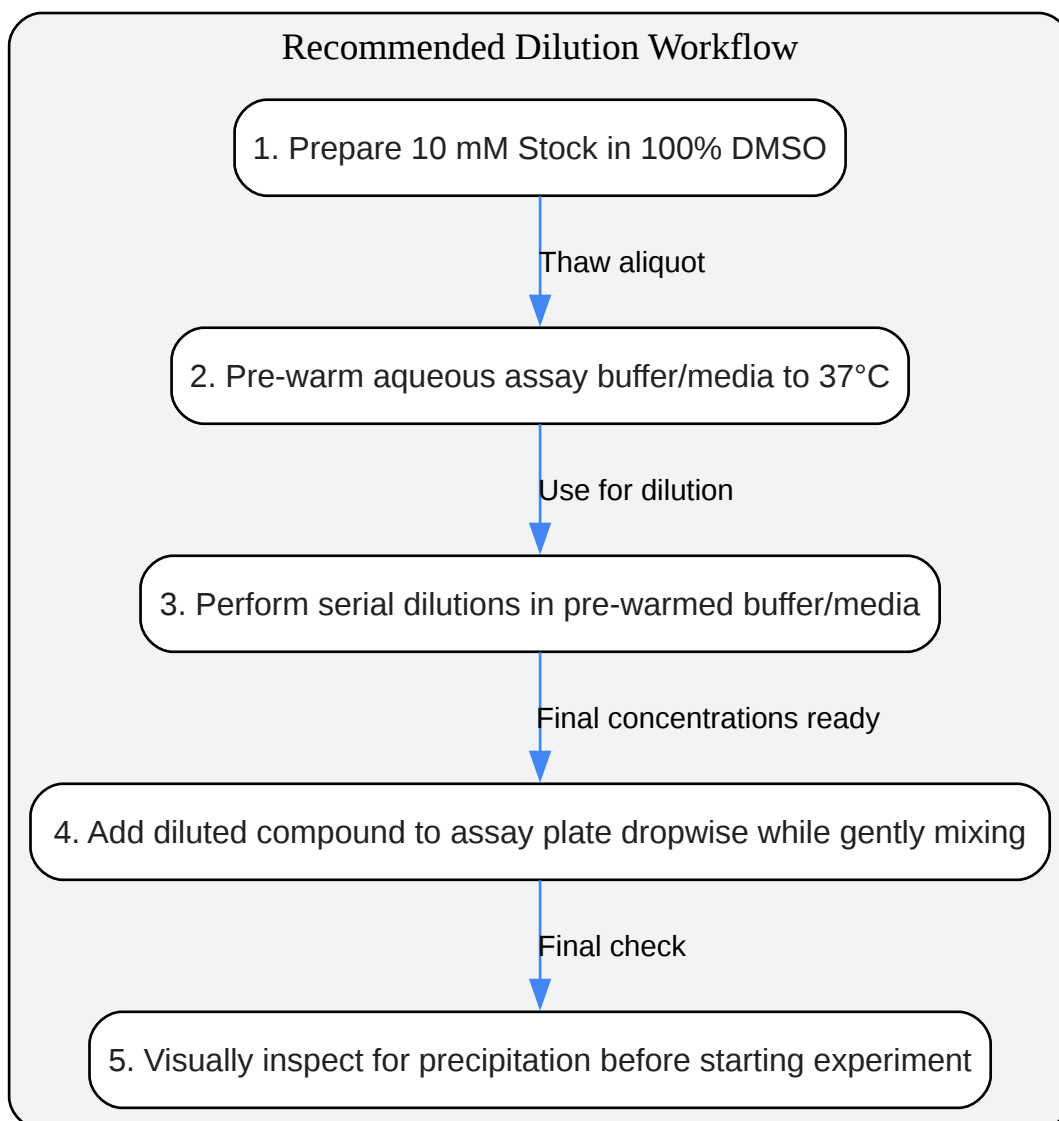 Recommended Dilution Workflow
1. Prepare 10 mM Stock in 100% DMSO
Thaw aliquot
2. Pre-warm aqueous assay buffer/media to 37°C
Use for dilution
3. Perform serial dilutions in pre-warmed buffer/media
Final concentrations ready
4. Add diluted compound to assay plate dropwise while gently mixing
Final check
5. Visually inspect for precipitation before starting experiment